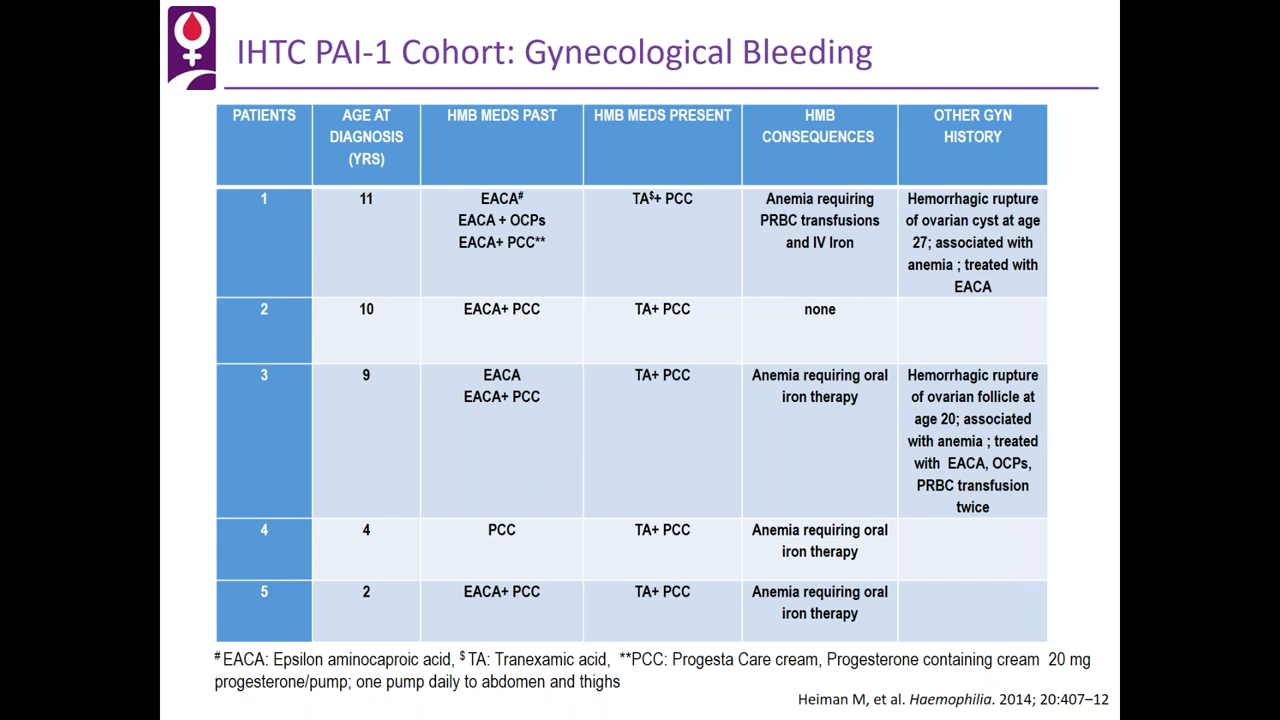 IHTC PAI-1 Cohort: Gynecological Bleeding
PATIENTS
AGE AT
DIAGNOSIS
(YRS)
HMB MEDS PAST
HMB MEDS PRESENT
HMB
CONSEQUENCES
OTHER GYN
HISTORY
1
11
EACA#
EACA + OCPs
EACA+ PCC**
TA$+ PCC
Anemia requiring
PRBC transfusions
and IV Iron
Hemorrhagic rupture
of ovarian cyst at age
27; associated with
anemia ; treated with
EACA
2
10
EACA+ PCC
TA+ PCC
none
3
9
EACA
EACA+ PCC
TA+ PCC
Anemia requiring oral
iron therapy
Hemorrhagic rupture
of ovarian follicle at
age 20; associated
with anemia ; treated
with EACA, OCPs,
PRBC transfusion
twice
4
4
PCC
TA+ PCC
Anemia requiring oral
iron therapy
5
2
EACA+ PCC
TA+ PCC
Anemia requiring oral
iron therapy
# EACA: Epsilon aminocaproic acid, $ TA: Tranexamic acid, **PCC: Progesta Care cream, Progesterone containing cream 20 mg
progesterone/pump; one pump daily to abdomen and thighs
Heiman M, et al. Haemophilia. 2014; 20:407–12